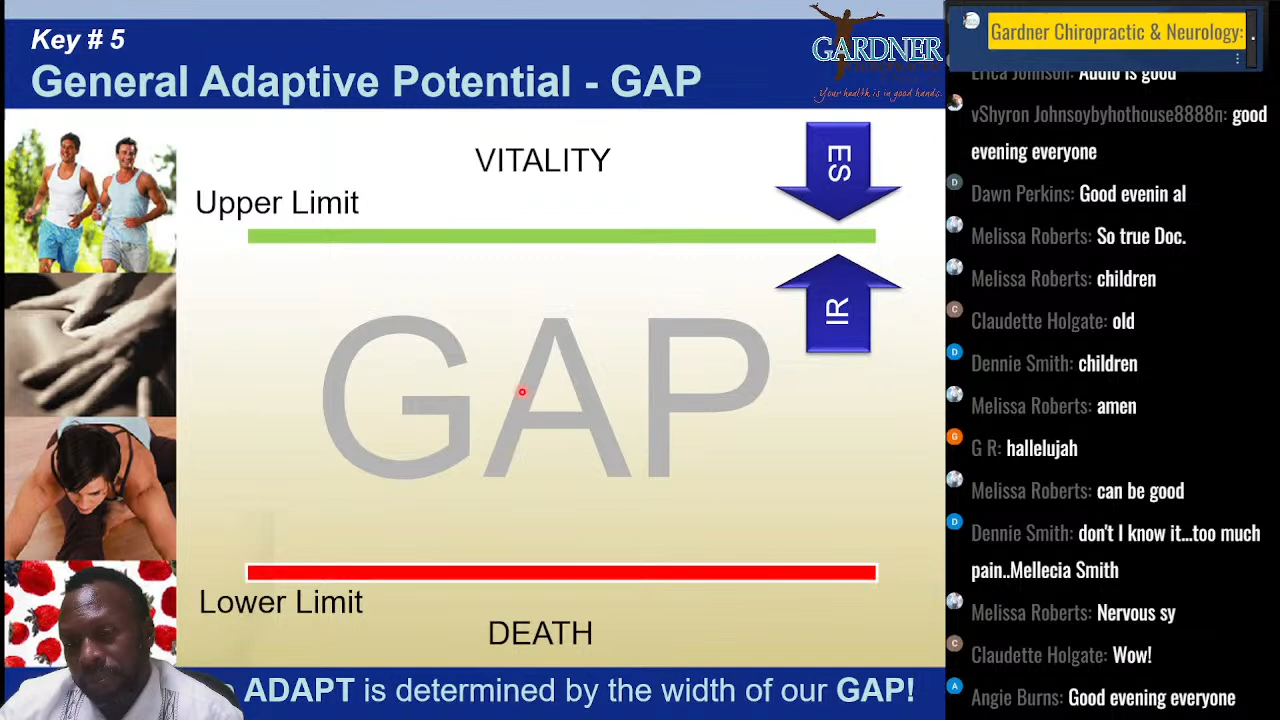 Key # 5
General Adaptive Potential - GAP
GARDNER
Your health is in good hands.
VITALITY
Upper Limit
ES
IR
GAP
Lower Limit
DEATH
ADAPT is determined by the width of our GAP!
Gardner Chiropractic & Neurology: .
Erica Johnson: Audio is good
vShyron Johnsoybyhothouse8888n: good
evening everyone
Dawn Perkins: Good evenin al
Melissa Roberts: So true Doc.
Melissa Roberts: children
Claudette Holgate: old
Dennie Smith: children
Melissa Roberts: amen
G R: hallelujah
Melissa Roberts: can be good
Dennie Smith: don't I know it...too much
pain..Mellecia Smith
Melissa Roberts: Nervous sy
Claudette Holgate: Wow!
Angie Burns: Good evening everyone